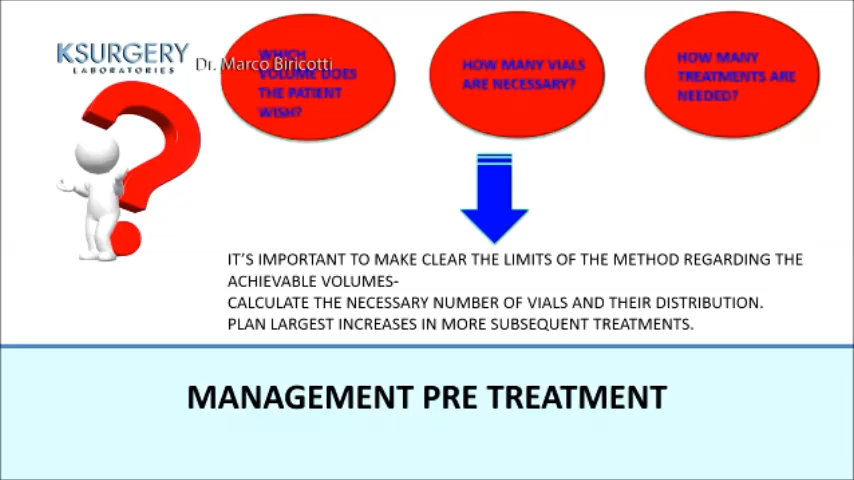 KSURGERY
LABORATORIES
Dr. Marco Biricotti
WHICH
VOLUME DOES
THE PATIENT
WISH?
HOW MANY VIALS
ARE NECESSARY?
HOW MANY
TREATMENTS ARE
NEEDED?
IT'S IMPORTANT TO MAKE CLEAR THE LIMITS OF THE METHOD REGARDING THE
ACHIEVABLE VOLUMES-
CALCULATE THE NECESSARY NUMBER OF VIALS AND THEIR DISTRIBUTION.
PLAN LARGEST INCREASES IN MORE SUBSEQUENT TREATMENTS.
MANAGEMENT PRE TREATMENT